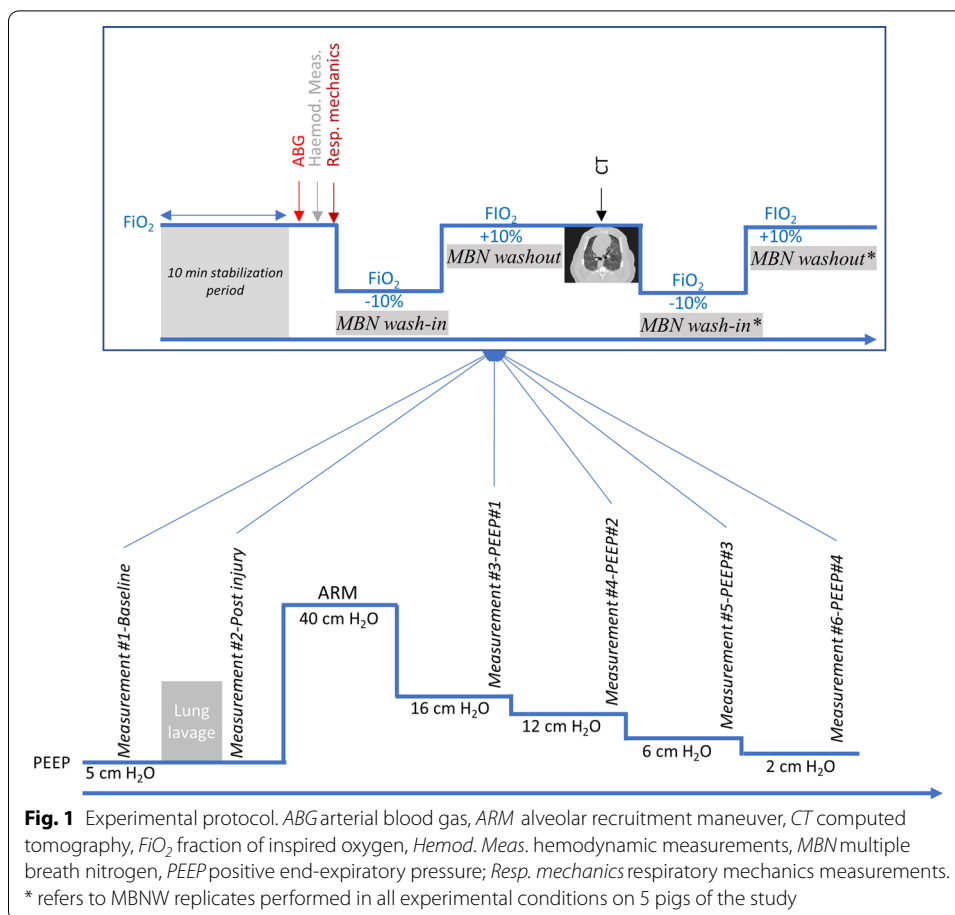 ABG
Haemod. Meas.
Resp. mechanics
CT
FiO2
FIO2
+10%
MBN washout
FIO2
+10%
MBN washout*
10 min stabilization
period
FiO2
-10%
MBN wash-in
FiO2
-10%
MBN wash-in*
Measurement #1-Baseline
Measurement #2-Post injury
Measurement #3-PEEP#1
Measurement #4-PEEP#2
Measurement #5-PEEP#3
Measurement #6-PEEP#4
ARM
40 cm H2O
Lung
lavage
16 cm H2O
12 cm H2O
6 cm H2O
2 cm H2O
PEEP
5 cm H2O
Fig. 1 Experimental protocol. ABG arterial blood gas, ARM alveolar recruitment maneuver, CT computed
tomography, FiO2 fraction of inspired oxygen, Hemod. Meas. hemodynamic measurements, MBN multiple
breath nitrogen, PEEP positive end-expiratory pressure; Resp. mechanics respiratory mechanics measurements.
* refers to MBNW replicates performed in all experimental conditions on 5 pigs of the study